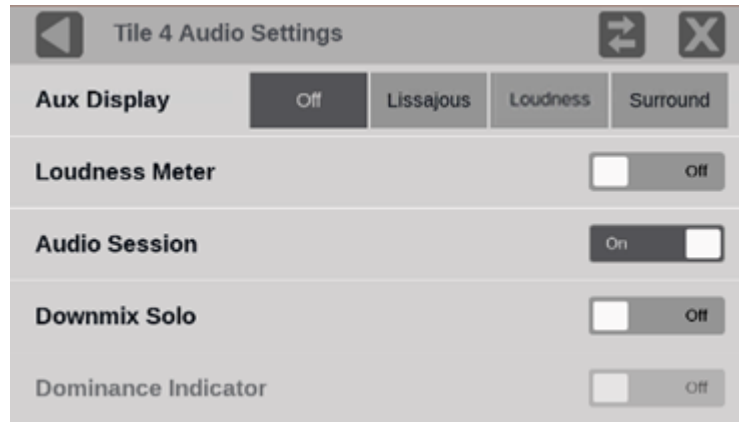 Tile 4 Audio Settings
Aux Display Off Lissajous Loudness Surround
Loudness Meter Off
Audio Session On
Downmix Solo Off
Dominance Indicator Off